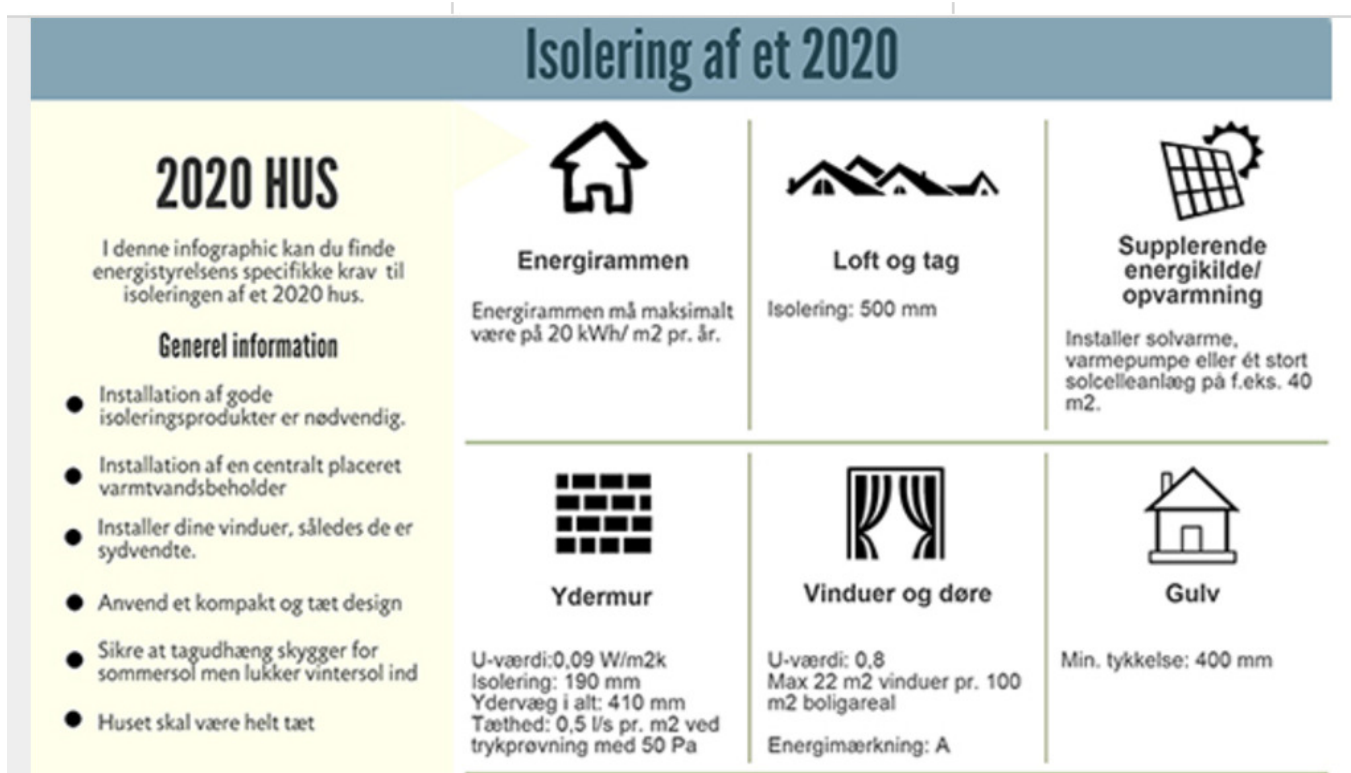 Isolering af et 2020
2020 HUS
I denne infographic kan du finde
energistyrelsens specifikke krav til
isoleringen af et 2020 hus.
Generel information
Installation af gode
isoleringsprodukter er nødvendig.
Installation af en centralt placeret
varmtvandsbeholder
Installer dine vinduer, således de er
sydvendte.
Anvend et kompakt og tæt design
Sikre at tagudhæng skygger for
sommersol men lukker vintersol ind
Huset skal være helt tæt
Energirammen
Energirammen må maksimalt
være på 20 kWh/ m2 pr. år.
Loft og tag
Isolering: 500 mm
Supplerende
energikilde/
opvarmning
Installer solvarme,
varmepumpe eller ét stort
solcelleanlæg på f.eks. 40
m2.
Ydermur
U-værdi:0,09 W/m2k
Isolering: 190 mm
Ydervæg i alt: 410 mm
Tæthed: 0,5 l/s pr. m2 ved
trykprøvning med 50 Pa
Vinduer og døre
U-værdi: 0,8
Max 22 m2 vinduer pr. 100
m2 boligareal
Energimærkning: A
Gulv
Min. tykkelse: 400 mm